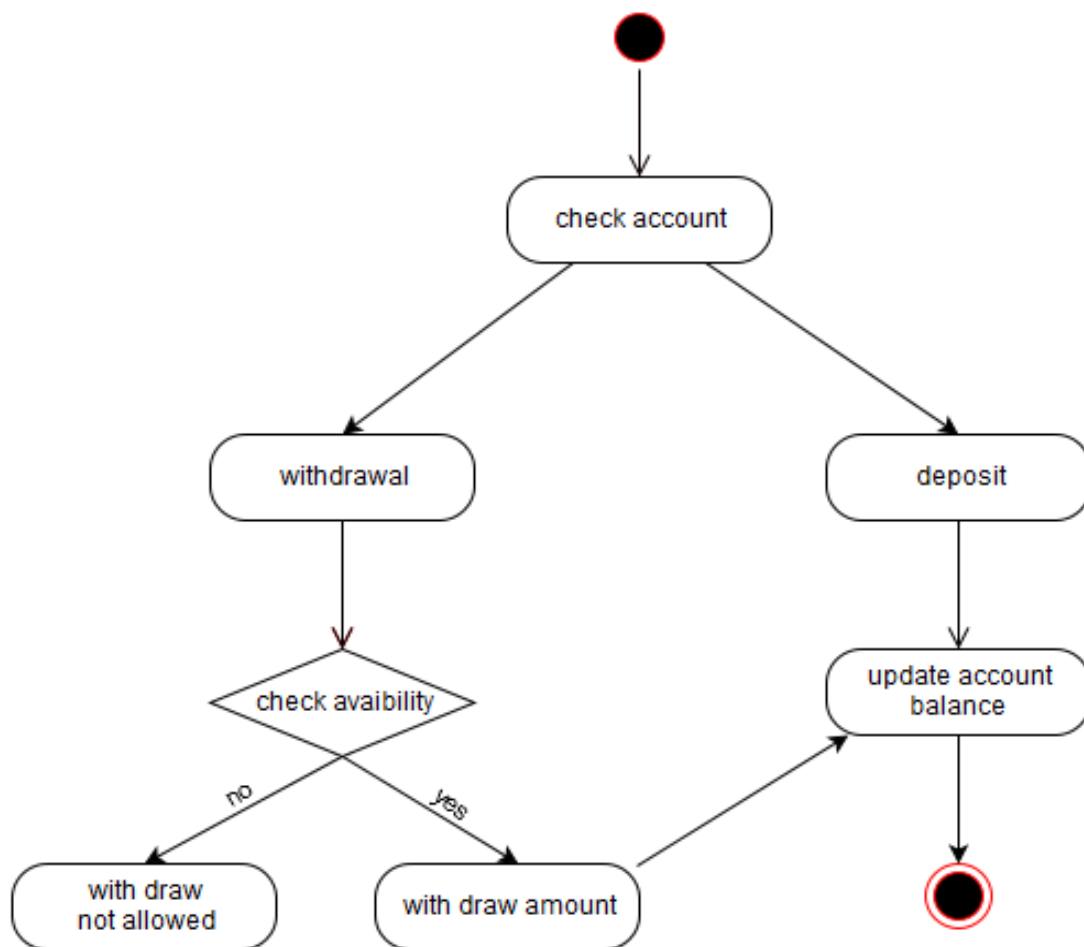 check account
withdrawal
deposit
check avaibility
update account
balance
no
yes
with draw
not allowed
with draw amount